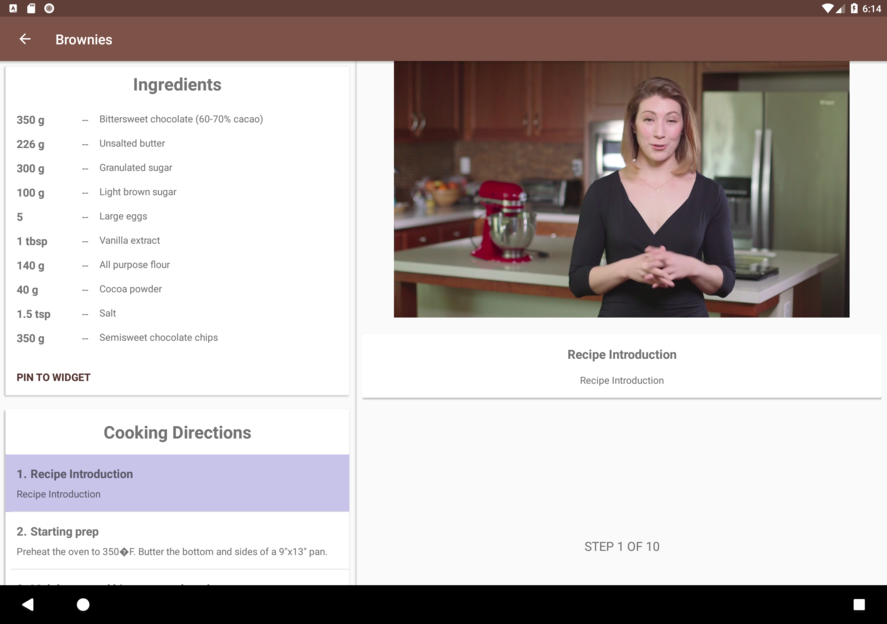 6:14
Brownies
Ingredients
350 g -- Bittersweet chocolate (60-70% cacao)
226 g -- Unsalted butter
300 g -- Granulated sugar
100 g -- Light brown sugar
5 -- Large eggs
1 tbsp -- Vanilla extract
140 g -- All purpose flour
40 g -- Cocoa powder
1.5 tsp -- Salt
350 g -- Semisweet chocolate chips
PIN TO WIDGET
Cooking Directions
1. Recipe Introduction
Recipe Introduction
2. Starting prep
Preheat the oven to 350�F. Butter the bottom and sides of a 9"x13" pan.
Recipe Introduction
Recipe Introduction
STEP 1 OF 10